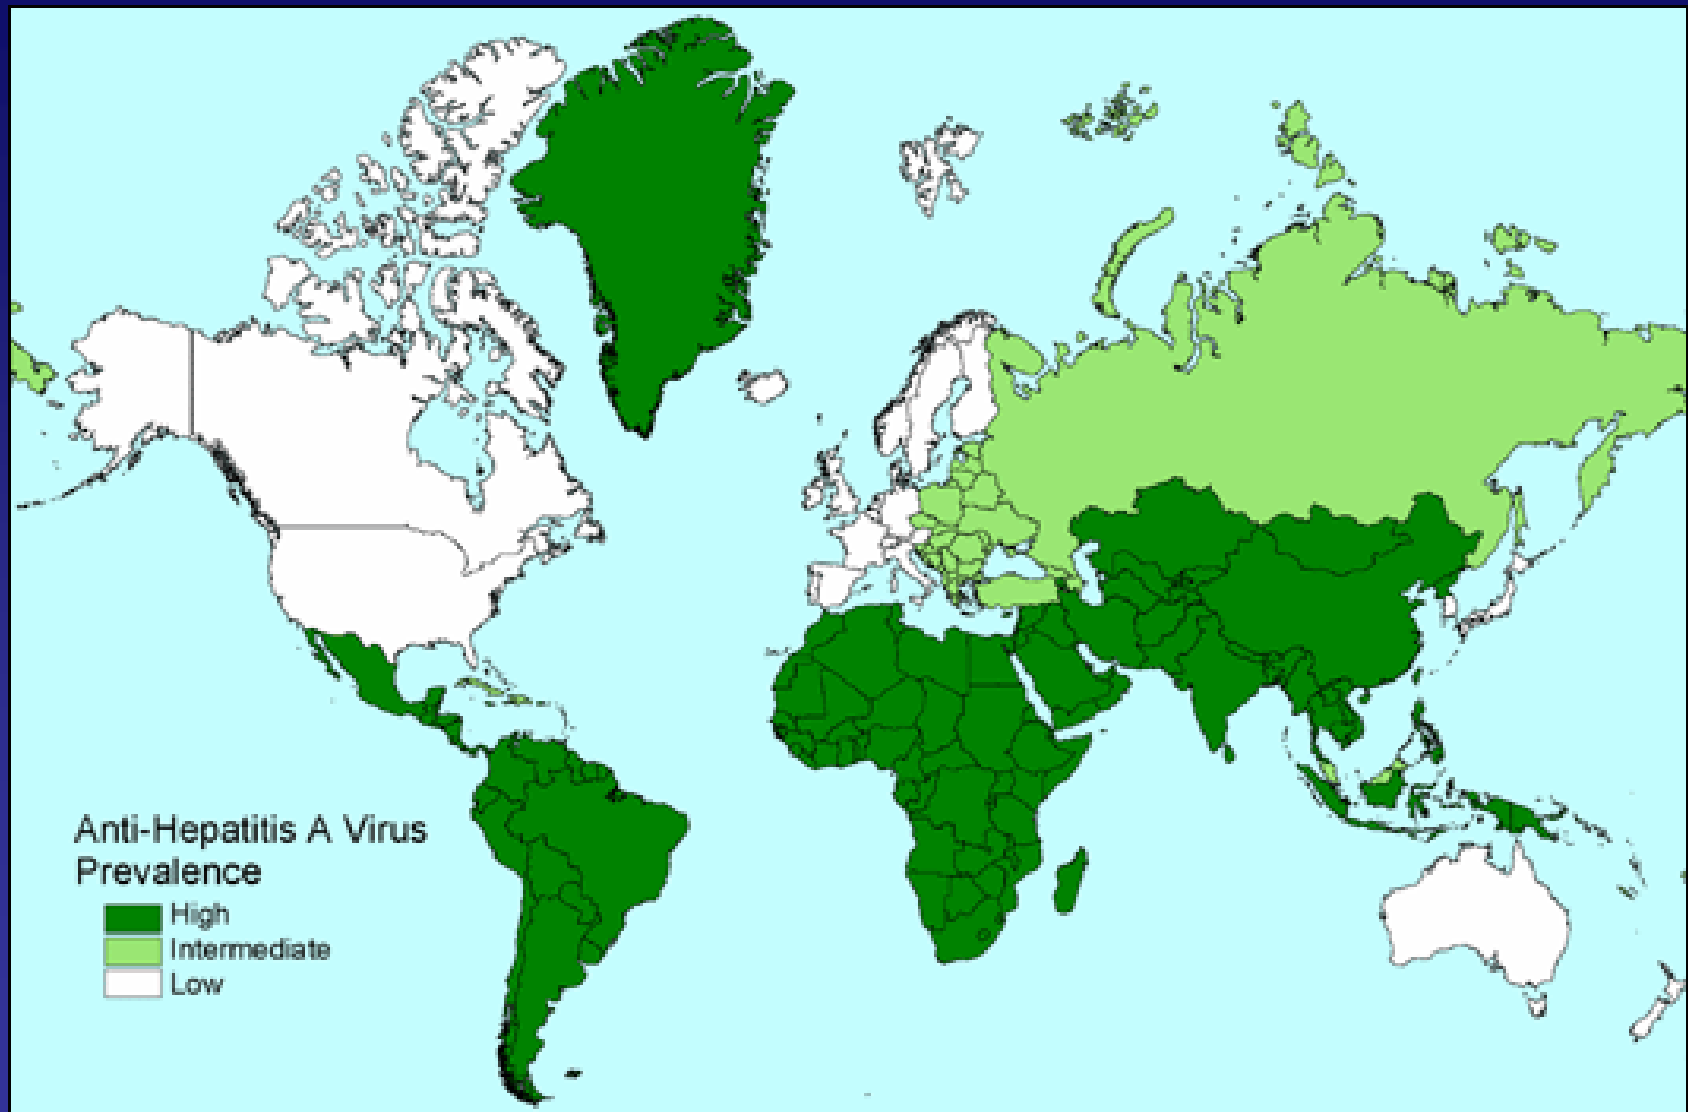 Anti-Hepatitis A Virus
Prevalence
High
Intermediate
Low